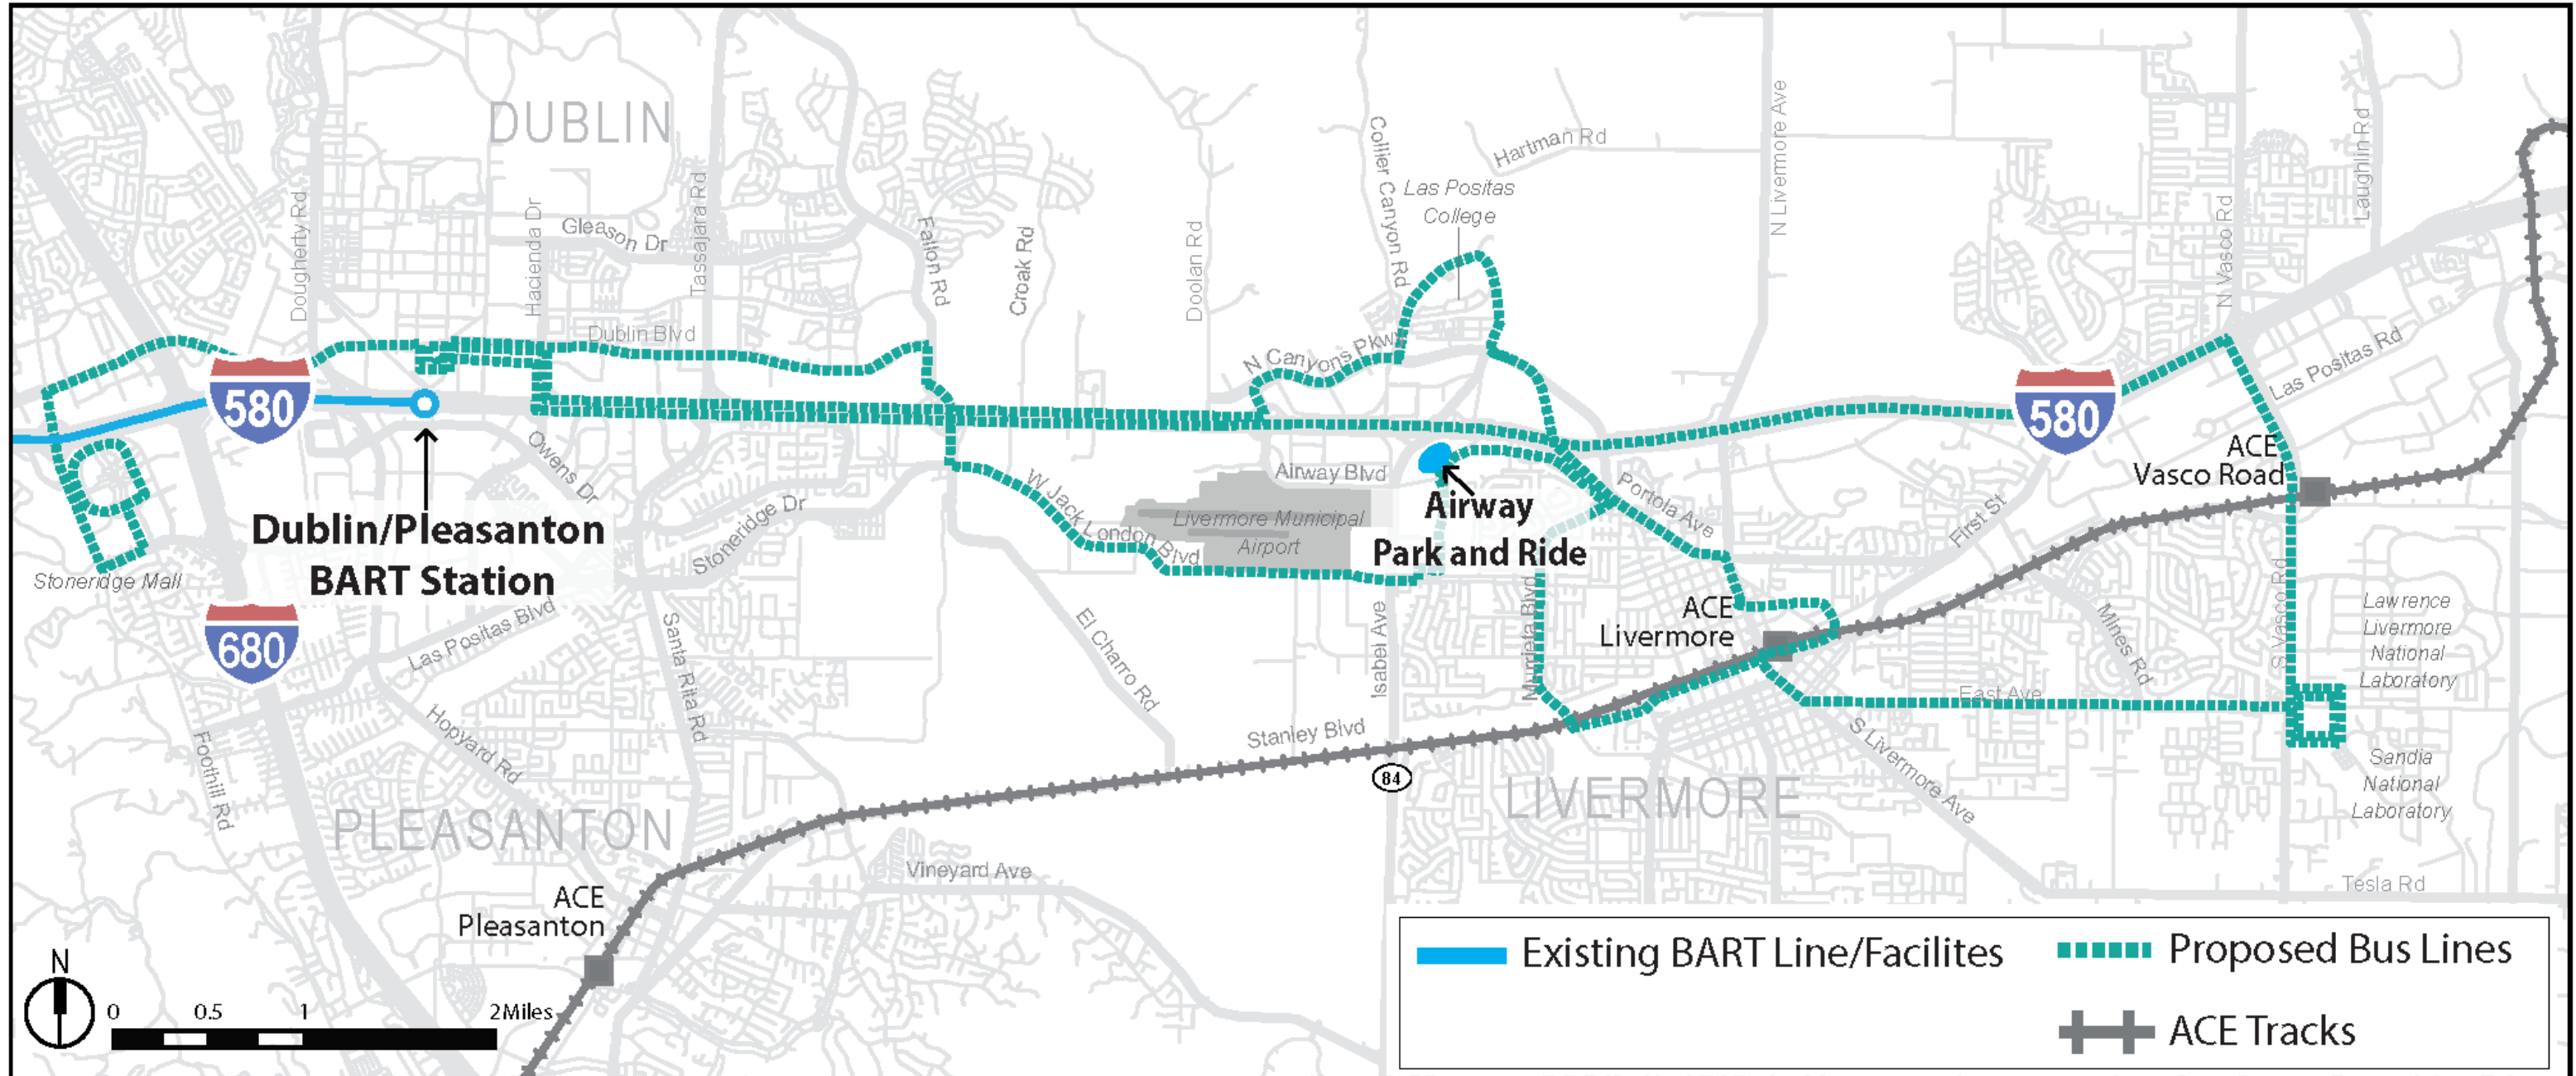 DUBLIN
Dougherty Rd
Hacienda Dr
Gleason Dr
Tassajara Rd
Fallon Rd
Croak Rd
Doolan Rd
Collier Canyon Rd
Las Positas
College
Hartman Rd
N Livermore Ave
N Vasco Rd
Laughlin Rd
Dublin Blvd
N Canyons Pkwy
Las Positas Rd
580
580
Owens Dr
Airway Blvd
Airway
Park and Ride
Portola Ave
First St
ACE
Vasco Road
Dublin/Pleasanton
BART Station
Stoneridge Dr
W Jack London Blvd
Livermore Municipal
Airport
Stoneridge Mall
680
Las Positas Blvd
Santa Rita Rd
El Charro Rd
Isabel Ave
Murrieta Blvd
ACE
Livermore
Mines Rd
S Vasco Rd
Lawrence
Livermore
National
Laboratory
East Ave
Foothill Rd
Hopyard Rd
Stanley Blvd
84
S Livermore Ave
Sandia
National
Laboratory
PLEASANTON
LIVERMORE
Vineyard Ave
Tesla Rd
ACE
Pleasanton
N
0 0.5 1 2Miles
Existing BART Line/Facilites
Proposed Bus Lines
ACE Tracks